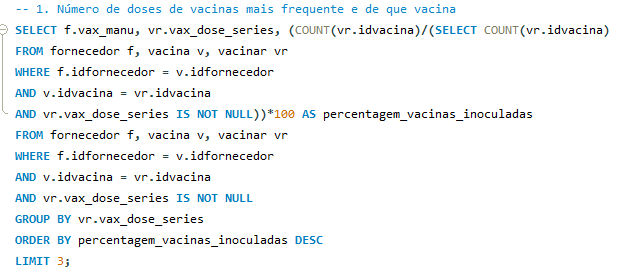 -- 1. Número de doses de vacinas mais frequente e de que vacina
SELECT f.vax_manu, vr.vax_dose_series, (COUNT(vr.idvacina)/(SELECT COUNT(vr.idvacina)
FROM fornecedor f, vacina v, vacinar vr
WHERE f.idfornecedor = v.idfornecedor
AND v.idvacina = vr.idvacina
AND vr.vax_dose_series IS NOT NULL))*100 AS percentagem_vacinas_inoculadas
FROM fornecedor f, vacina v, vacinar vr
WHERE f.idfornecedor = v.idfornecedor
AND v.idvacina = vr.idvacina
AND vr.vax_dose_series IS NOT NULL
GROUP BY vr.vax_dose_series
ORDER BY percentagem_vacinas_inoculadas DESC
LIMIT 3;